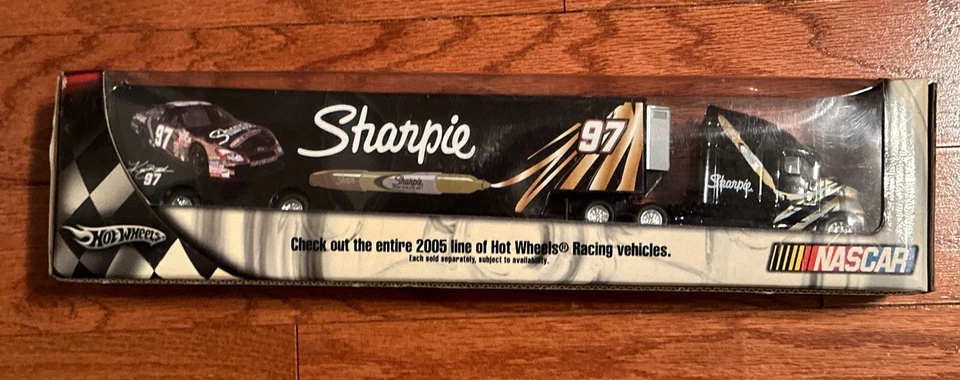 Sharpie
97
97
Sharpie
97
Sharpie
Sharpie
HOT WHEELS
Check out the entire 2005 line of Hot Wheels® Racing vehicles.
Each sold separately, subject to availability.
NASCAR